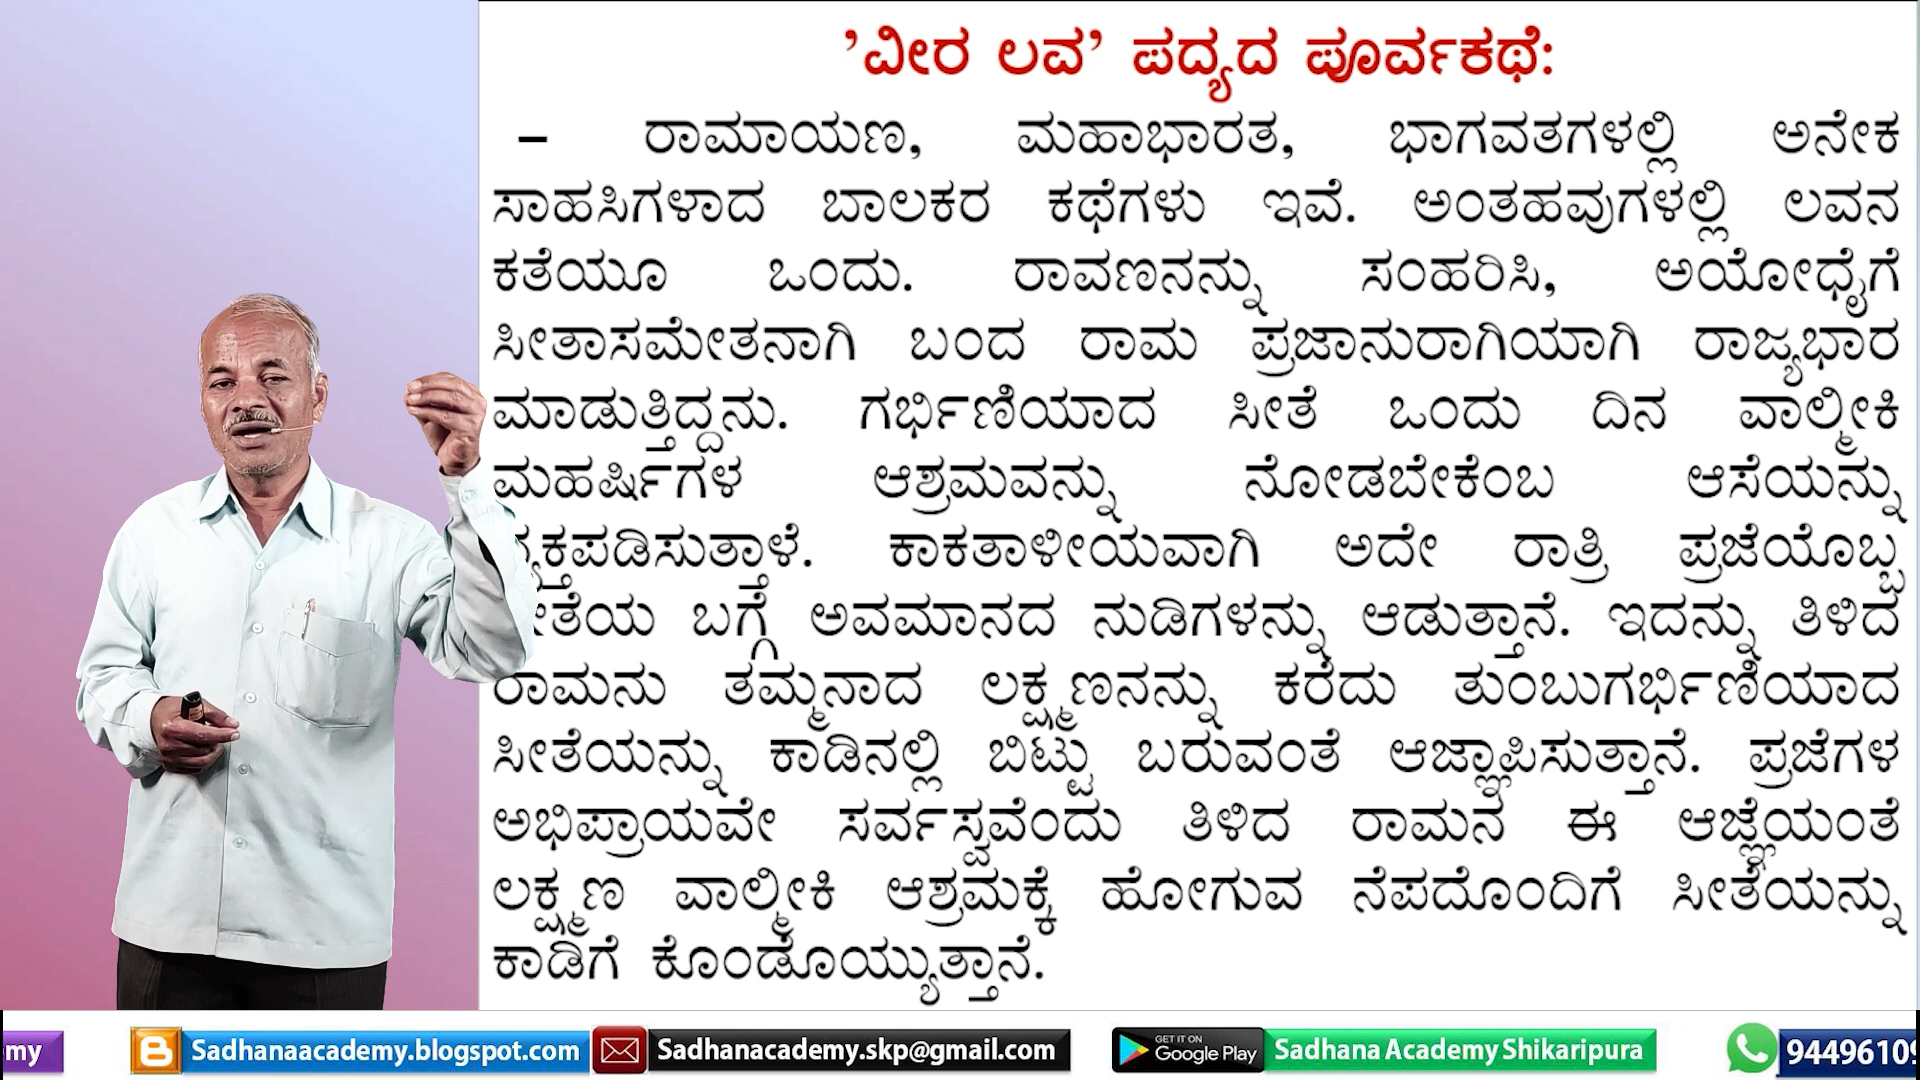 ’ವೀರ ಲವ’ ಪದ್ಯದ ಪೂರ್ವಕಥೆ:
– ರಾಮಾಯಣ, ಮಹಾಭಾರತ, ಭಾಗವತಗಳಲ್ಲಿ ಅನೇಕ
ಸಾಹಸಿಗಳಾದ ಬಾಲಕರ ಕಥೆಗಳು ಇವೆ. ಅಂತಹವುಗಳಲ್ಲಿ ಲವನ
ಕತೆಯೂ ಒಂದು. ರಾವಣನನ್ನು ಸಂಹರಿಸಿ, ಅಯೋಧ್ಯೆಗೆ
ಸೀತಾಸಮೇತನಾಗಿ ಬಂದ ರಾಮ ಪ್ರಜಾನುರಾಗಿಯಾಗಿ ರಾಜ್ಯಭಾರ
ಮಾಡುತ್ತಿದ್ದನು. ಗರ್ಭಿಣಿಯಾದ ಸೀತೆ ಒಂದು ದಿನ ವಾಲ್ಮೀಕಿ
ಮಹರ್ಷಿಗಳ ಆಶ್ರಮವನ್ನು ನೋಡಬೇಕೆಂಬ ಆಸೆಯನ್ನು
ಕಾಕತಾಳೀಯವಾಗಿ ಅದೇ ರಾತ್ರಿ ಪ್ರಜೆಯೊಬ್ಬ
ಬಗ್ಗೆ ಅವಮಾನದ ನುಡಿಗಳನ್ನು ಆಡುತ್ತಾನೆ. ಇದನ್ನು ತಿಳಿದ
ರಾಮನು ತಮ್ಮನಾದ ಲಕ್ಷ್ಮಣನನ್ನು ಕರೆದು ತುಂಬುಗರ್ಭಿಣಿಯಾದ
ಸೀತೆಯನ್ನು ಕಾಡಿನಲ್ಲಿ ಬಿಟ್ಟು ಬರುವಂತೆ ಆಜ್ಞಾಪಿಸುತ್ತಾನೆ. ಪ್ರಜೆಗಳ
ಅಭಿಪ್ರಾಯವೇ ಸರ್ವಸ್ವವೆಂದು ತಿಳಿದ ರಾಮನ ಈ ಆಜ್ಞೆಯಂತೆ
ಲಕ್ಷ್ಮಣ ವಾಲ್ಮೀಕಿ ಆಶ್ರಮಕ್ಕೆ ಹೋಗುವ ನೆಪದೊಂದಿಗೆ ಸೀತೆಯನ್ನು
ಕಾಡಿಗೆ ಕೊಂಡೊಯ್ಯುತ್ತಾನೆ.
my Sadhanaacademy.blogspot.com Sadhanacademy.skp@gmail.com GET IT ON Google Play Sadhana Academy Shikaripura 9449610